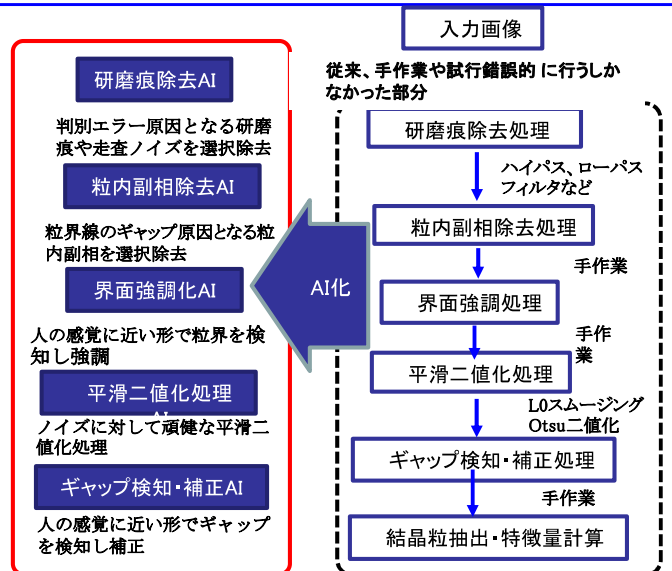 入力画像
研磨痕除去AI
判別エラー原因となる研磨
痕や走査ノイズを選択除去
粒内副相除去AI
粒界線のギャップ原因となる粒
内副相を選択除去
界面強調化AI
人の感覚に近い形で粒界を検
知し強調
平滑二値化処理
ノイズに対して頑健な平滑二
値化処理
ギャップ検知・補正AI
人の感覚に近い形でギャップ
を検知し補正
AI化
従来、手作業や試行錯誤的 に行うしか
なかった部分
研磨痕除去処理
ハイパス、ローパス
フィルタなど
粒内副相除去処理
手作業
界面強調処理
手作
業
平滑二値化処理
L0スムージング
Otsu二値化
ギャップ検知・補正処理
手作業
結晶粒抽出・特徴量計算